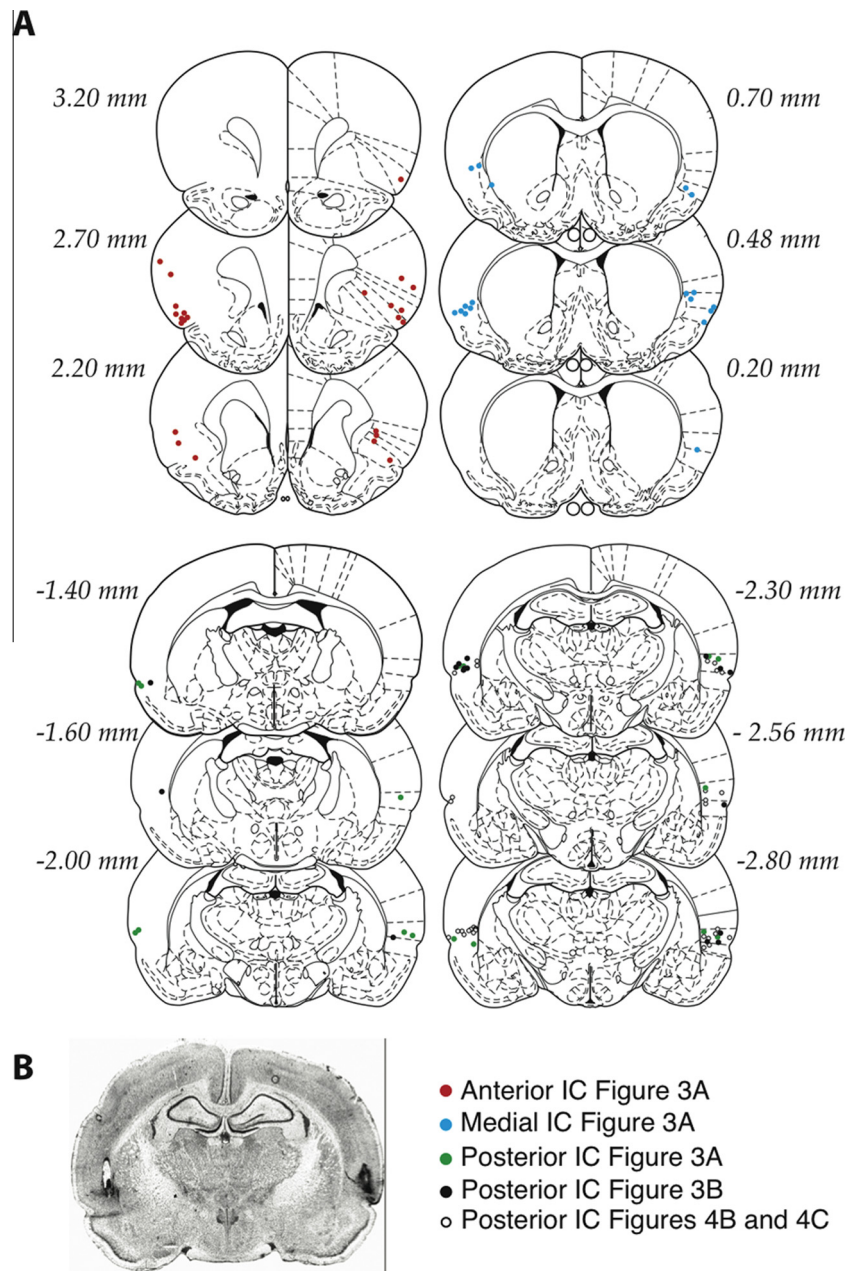 A
3.20 mm
0.70 mm
2.70 mm
0.48 mm
2.20 mm
0.20 mm
-1.40 mm
-2.30 mm
-1.60 mm
- 2.56 mm
-2.00 mm
-2.80 mm
B
Anterior IC Figure 3A
Medial IC Figure 3A
Posterior IC Figure 3A
Posterior IC Figure 3B
Posterior IC Figures 4B and 4C